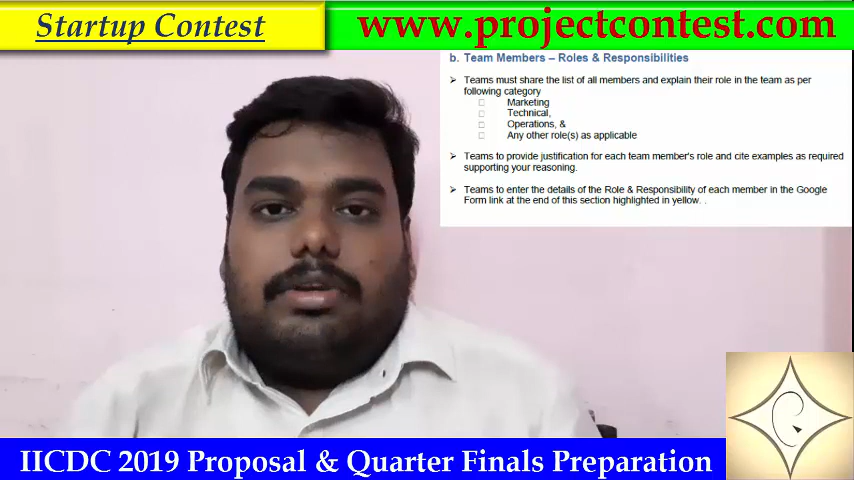 Startup Contest
www.projectcontest.com
b. Team Members – Roles & Responsibilities
➢ Teams must share the list of all members and explain their role in the team as per
following category
□ Marketing
□ Technical,
□ Operations, &
□ Any other role(s) as applicable
➢ Teams to provide justification for each team member's role and cite examples as required
supporting your reasoning.
➢ Teams to enter the details of the Role & Responsibility of each member in the Google
Form link at the end of this section highlighted in yellow. .
IICDC 2019 Proposal & Quarter Finals Preparation